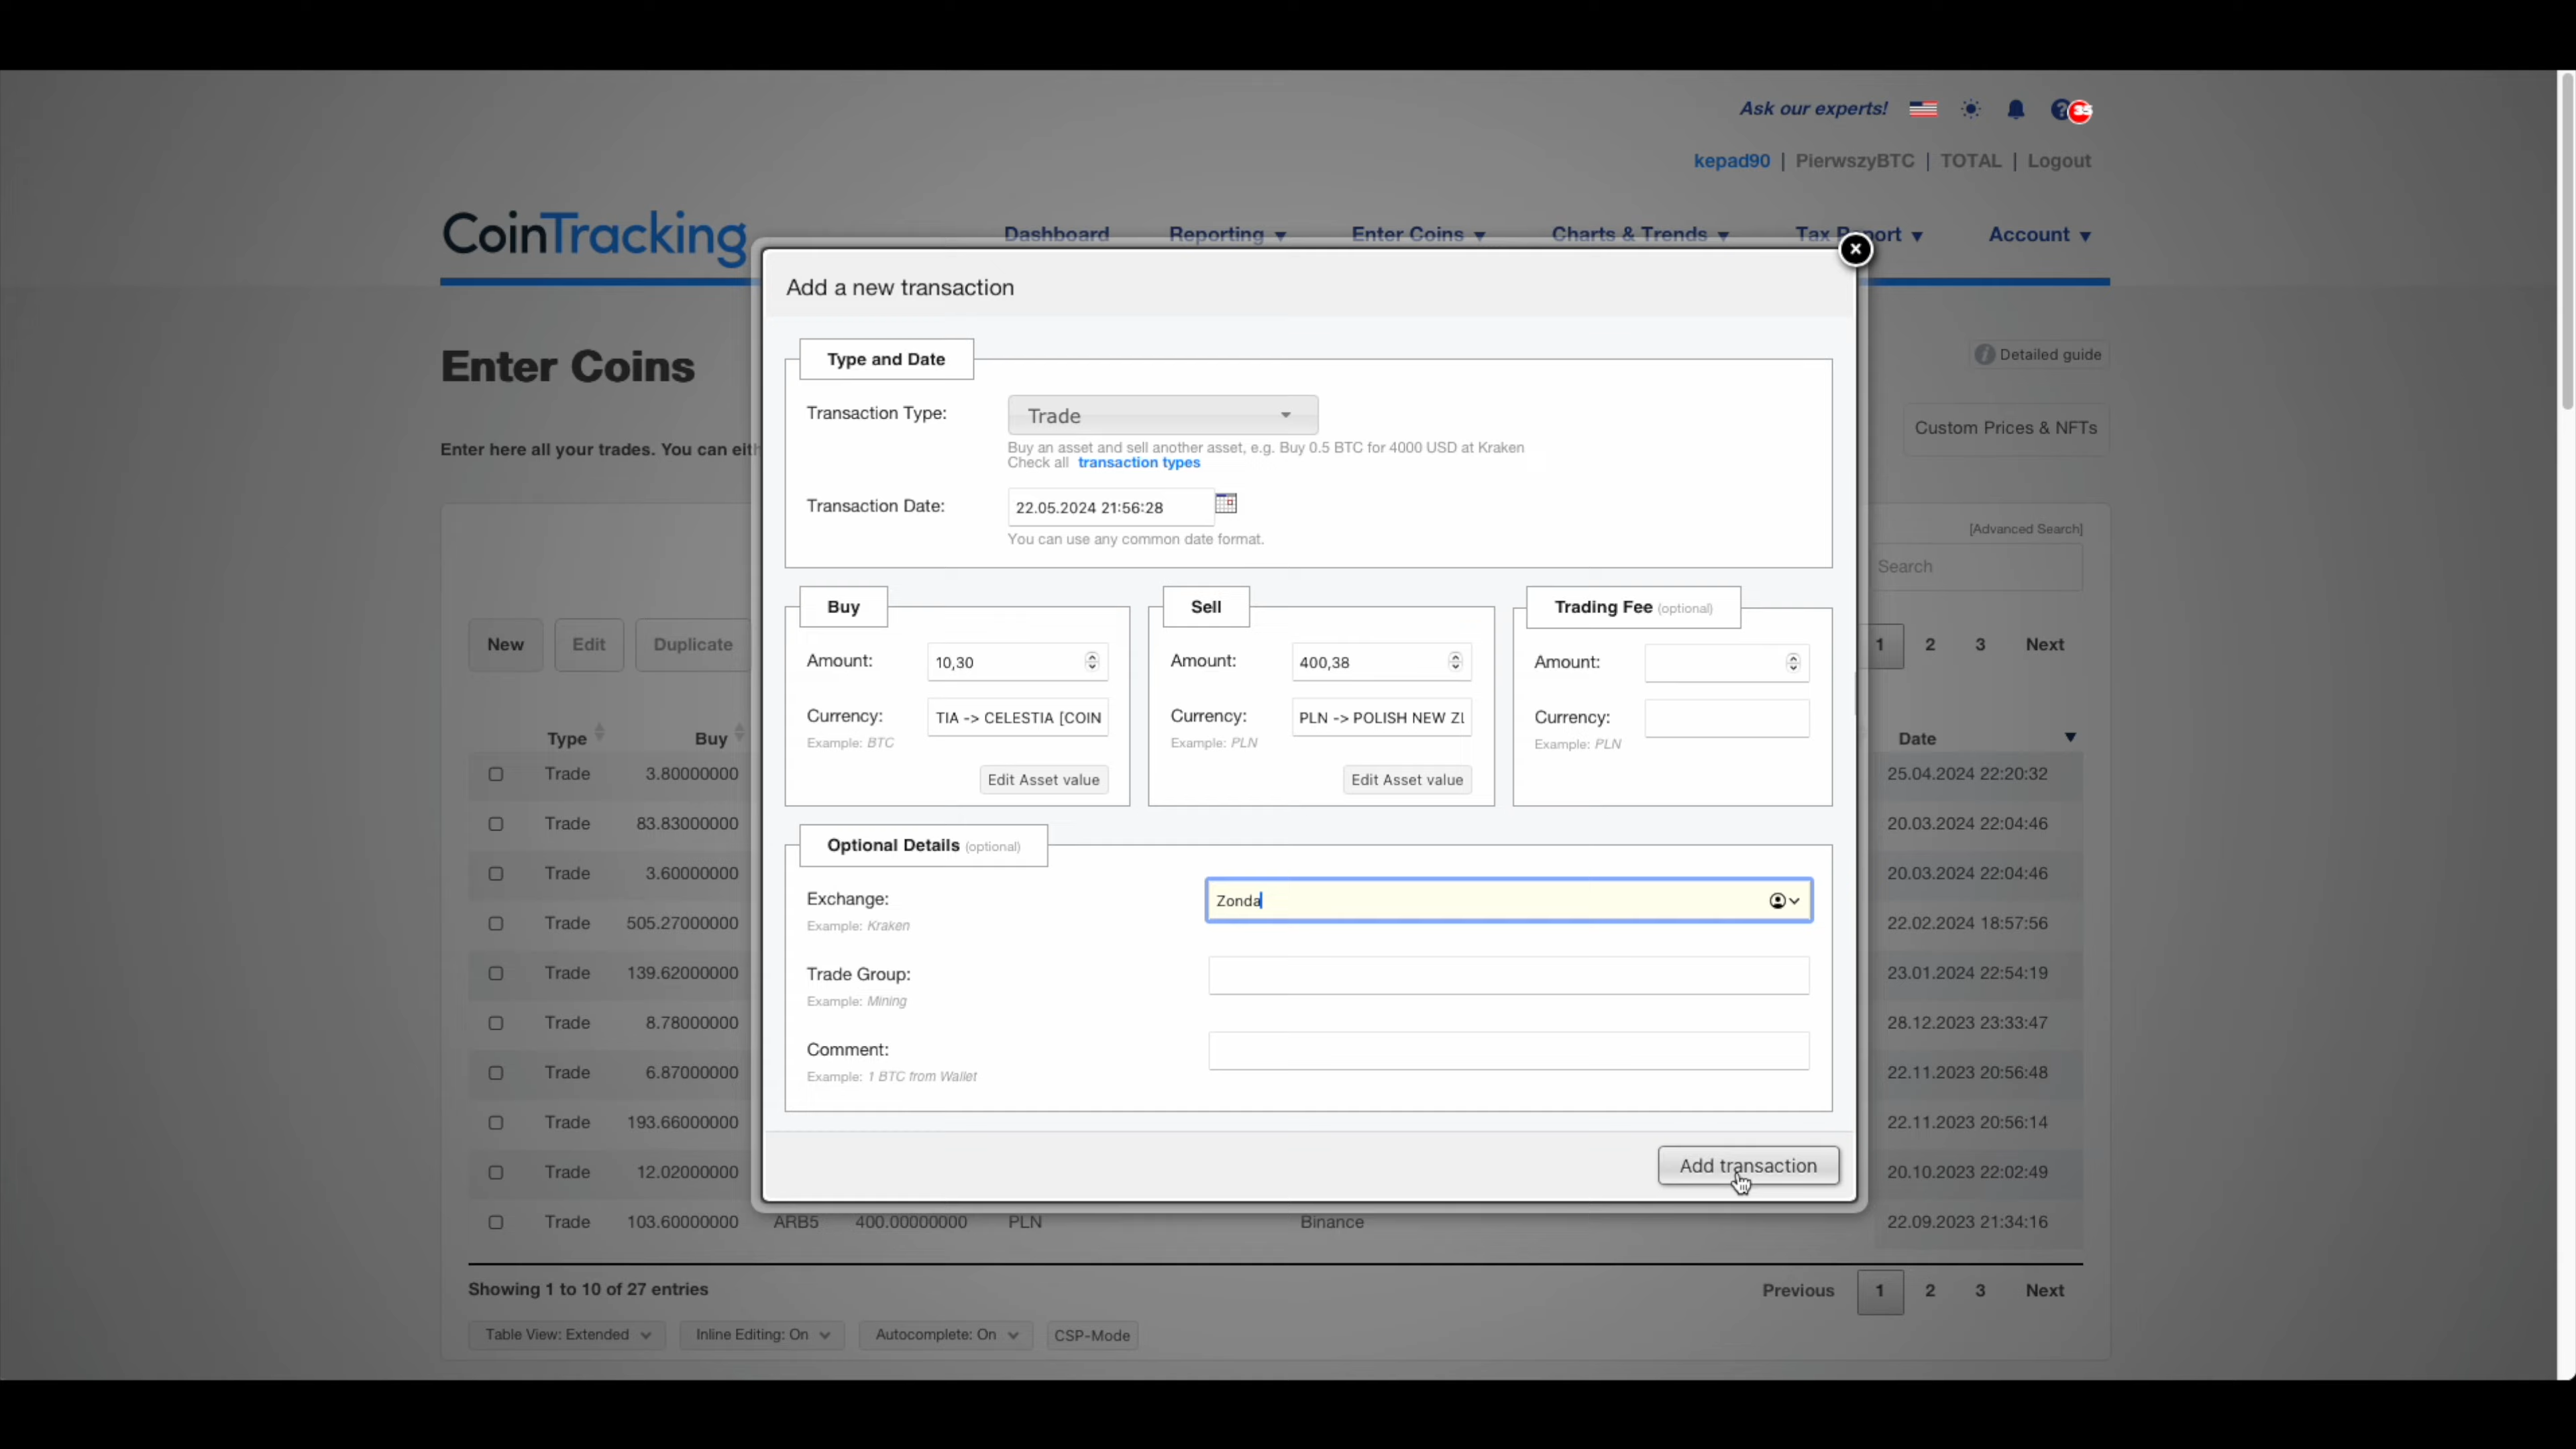 Ask our experts!
35
kepad90 | PierwszyBTC | TOTAL | Logout
CoinTracking
Dashboard Reporting Enter Coins Charts & Trends Tax Report Account
Add a new transaction
Enter Coins
Detailed guide
Enter here all your trades. You can eit
Custom Prices & NFTs
Type and Date
Transaction Type: Trade
Buy an asset and sell another asset, e.g. Buy 0.5 BTC for 4000 USD at Kraken
Check all transaction types
Transaction Date: 22.05.2024 21:56:28
You can use any common date format.
[Advanced Search]
Search
Buy
Amount: 10,30
Currency: TIA -> CELESTIA [COIN
Example: BTC
Edit Asset value
Sell
Amount: 400,38
Currency: PLN -> POLISH NEW ZL
Example: PLN
Edit Asset value
Trading Fee (optional)
Amount:
Currency:
Example: PLN
Optional Details (optional)
Exchange: Zonda
Example: Kraken
Trade Group:
Example: Mining
Comment:
Example: 1 BTC from Wallet
Add transaction
New Edit Duplicate
1 2 3 Next
Type Buy Date
Trade 3.80000000 25.04.2024 22:20:32
Trade 83.83000000 20.03.2024 22:04:46
Trade 3.60000000 20.03.2024 22:04:46
Trade 505.27000000 22.02.2024 18:57:56
Trade 139.62000000 23.01.2024 22:54:19
Trade 8.78000000 28.12.2023 23:33:47
Trade 6.87000000 22.11.2023 20:56:48
Trade 193.66000000 22.11.2023 20:56:14
Trade 12.02000000 20.10.2023 22:02:49
Trade 103.60000000 ARB5 400.00000000 PLN Binance 22.09.2023 21:34:16
Showing 1 to 10 of 27 entries
Previous 1 2 3 Next
Table View: Extended Inline Editing: On Autocomplete: On CSP-Mode